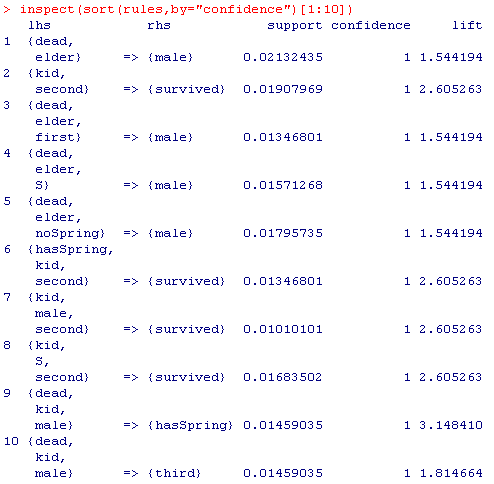 > inspect(sort(rules,by="confidence")[1:10])
   lhs            rhs          support confidence     lift
1  {dead,
    elder}     => {male}      0.02132435          1 1.544194
2  {kid,
    second}    => {survived}  0.01907969          1 2.605263
3  {dead,
    elder,
    first}     => {male}      0.01346801          1 1.544194
4  {dead,
    elder,
    S}         => {male}      0.01571268          1 1.544194
5  {dead,
    elder,
    noSpring}  => {male}      0.01795735          1 1.544194
6  {hasSpring,
    kid,
    second}    => {survived}  0.01346801          1 2.605263
7  {kid,
    male,
    second}    => {survived}  0.01010101          1 2.605263
8  {kid,
    S,
    second}    => {survived}  0.01683502          1 2.605263
9  {dead,
    kid,
    male}      => {hasSpring} 0.01459035          1 3.148410
10 {dead,
    kid,
    male}      => {third}     0.01459035          1 1.814664